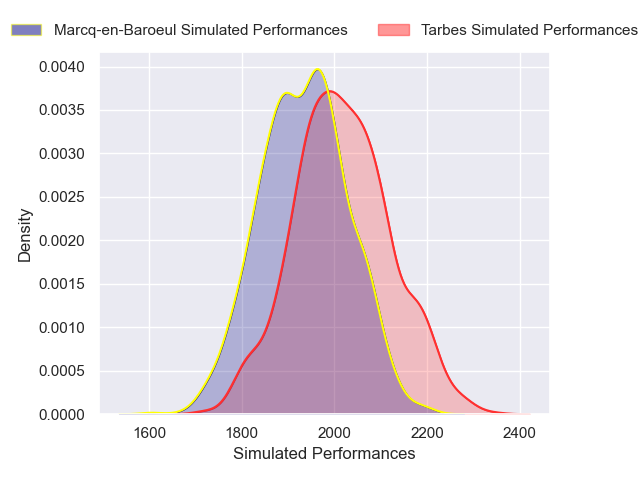 Marcq-en-Baroeul Simulated Performances
Tarbes Simulated Performances
0.0040
0.0035
0.0030
0.0025
0.0020
0.0015
0.0010
0.0005
0.0000
Density
1600 1800 2000 2200 2400
Simulated Performances